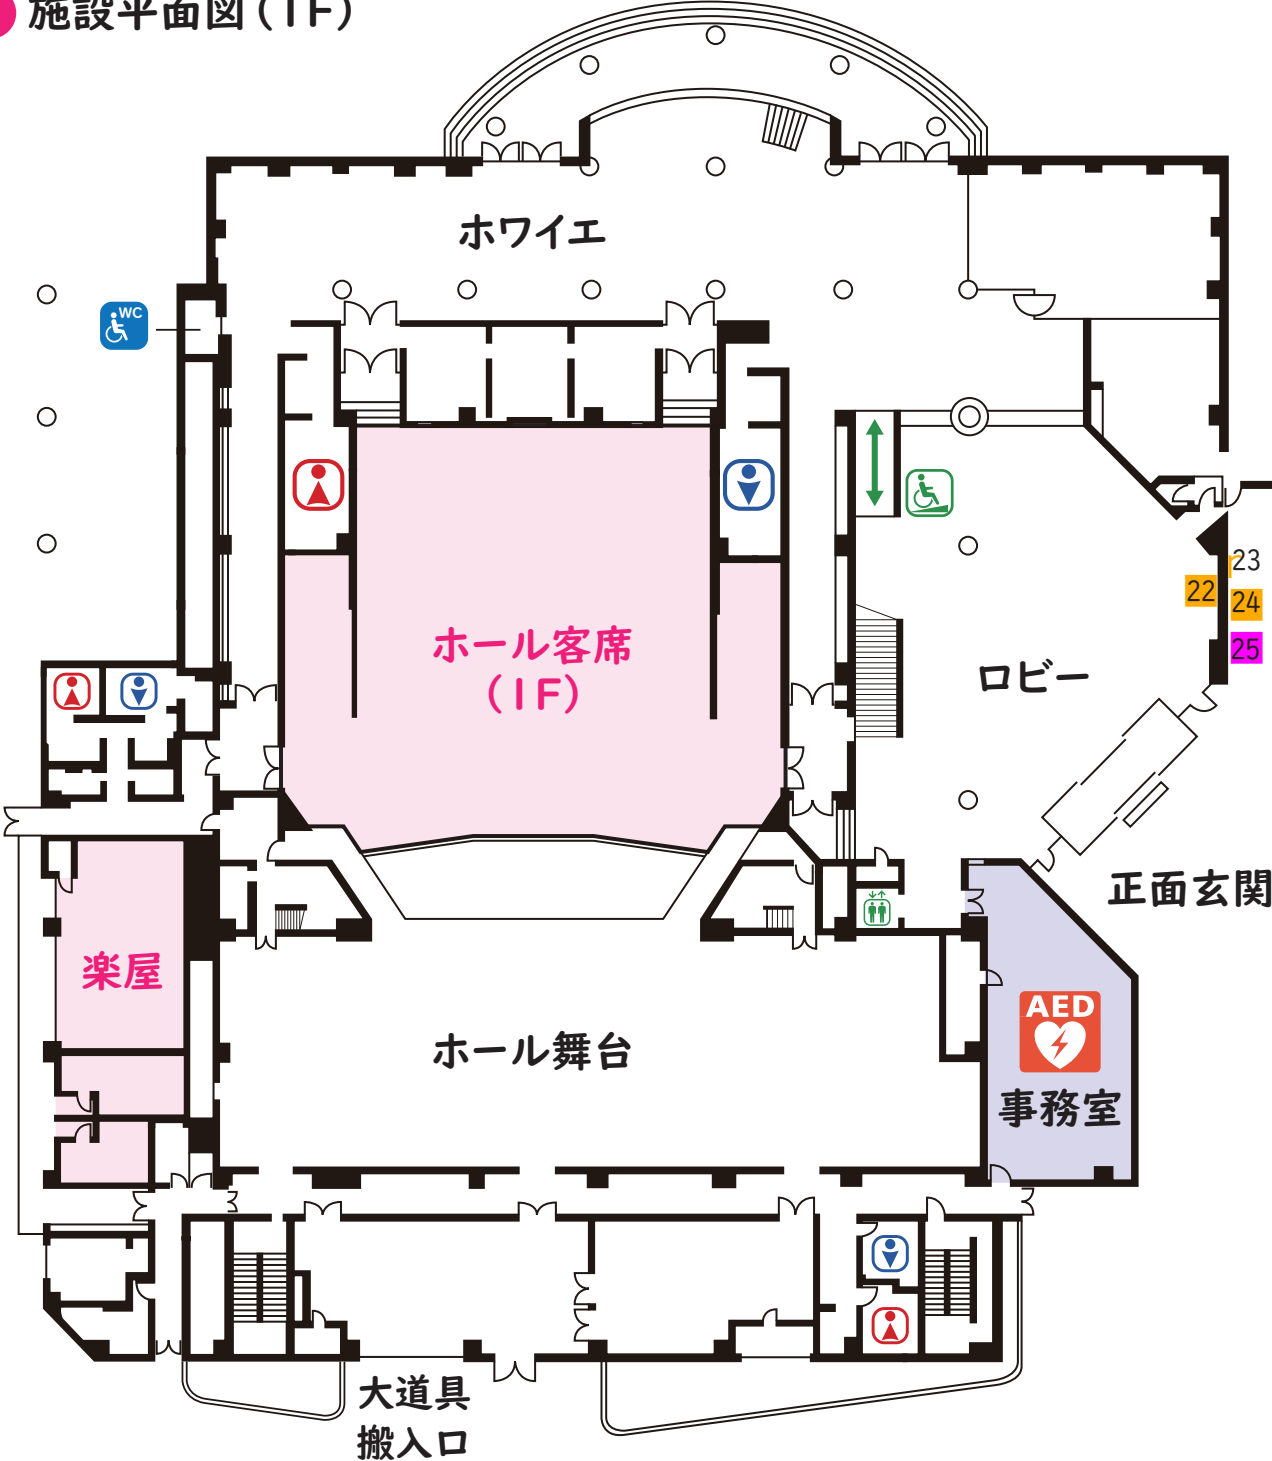 施設平面図(1F)
ホワイエ
WC
23
22
24
25
ホール客席
(1F)
ロビー
正面玄関
楽屋
AED
ホール舞台
事務室
大道具
搬入口